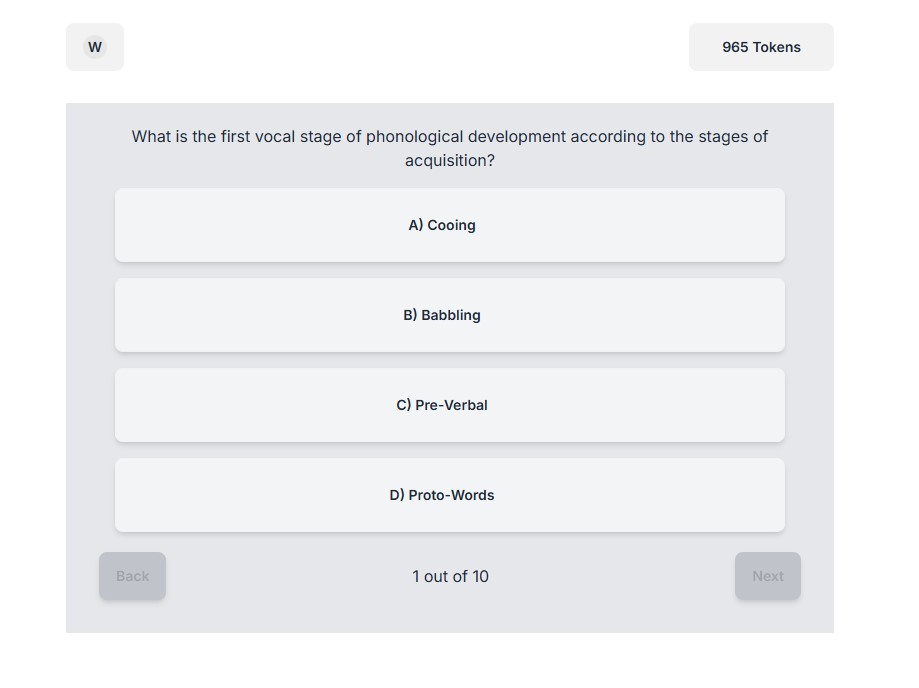 W
965 Tokens
What is the first vocal stage of phonological development according to the stages of
acquisition?
A) Cooing
B) Babbling
C) Pre-Verbal
D) Proto-Words
Back
1 out of 10
Next